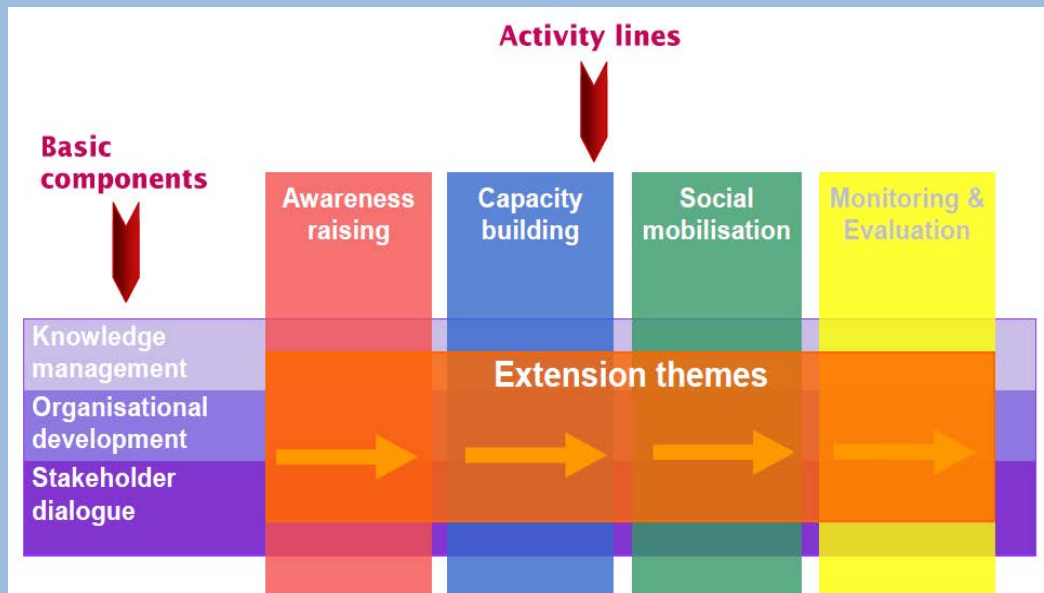 Activity lines
Basic
components
Awareness
raising
Capacity
building
Social
mobilisation
Monitoring &
Evaluation
Knowledge
management
Organisational
development
Stakeholder
dialogue
Extension themes